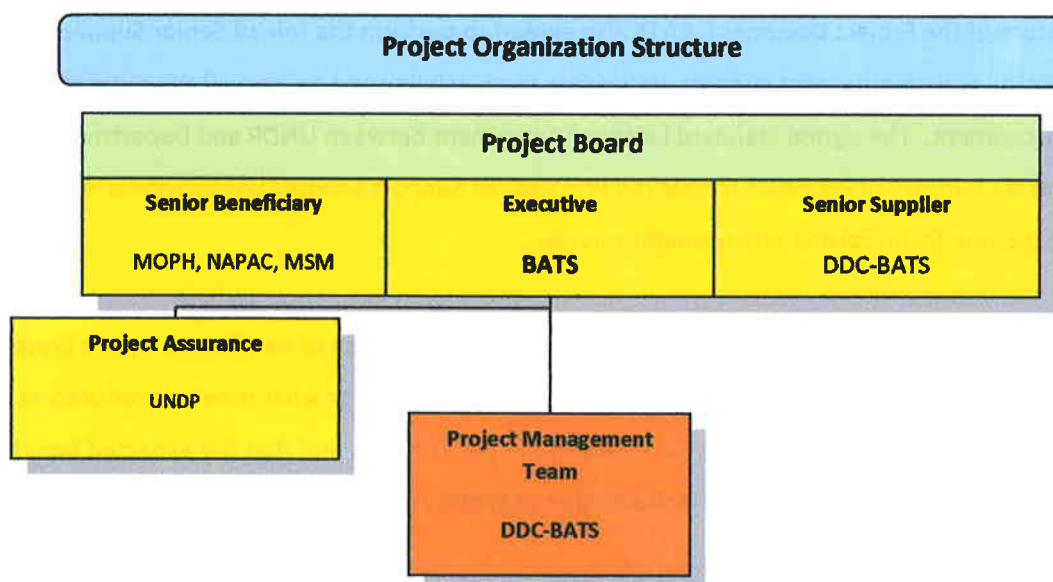 Project Organization Structure
Project Board
Senior Beneficiary
MOPH, NAPAC, MSM
Executive
BATS
Senior Supplier
DDC-BATS
Project Assurance
UNDP
Project Management
Team
DDC-BATS